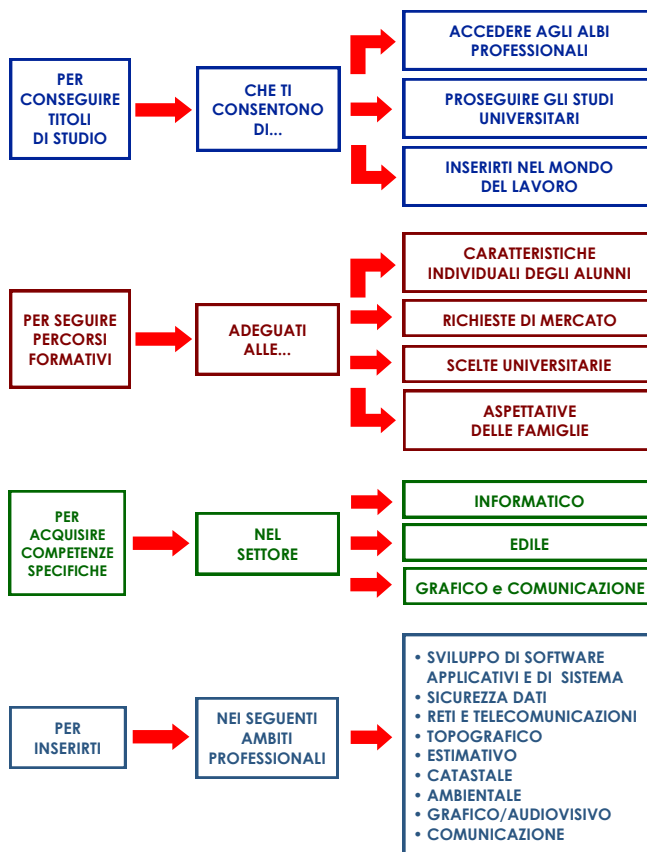 PER
CONSEGUIRE
TITOLI
DI STUDIO
CHE TI
CONSENTONO
DI...
ACCEDERE AGLI ALBI
PROFESSIONALI
PROSEGUIRE GLI STUDI
UNIVERSITARI
INSERIRTI NEL MONDO
DEL LAVORO
PER SEGUIRE
PERCORSI
FORMATIVI
ADEGUATI
ALLE...
CARATTERISTICHE
INDIVIDUALI DEGLI ALUNNI
RICHIESTE DI MERCATO
SCELTE UNIVERSITARIE
ASPETTATIVE
DELLE FAMIGLIE
PER
ACQUISIRE
COMPETENZE
SPECIFICHE
NEL
SETTORE
INFORMATICO
EDILE
GRAFICO e COMUNICAZIONE
PER
INSERIRTI
NEI SEGUENTI
AMBITI
PROFESSIONALI
• SVILUPPO DI SOFTWARE
APPLICATIVI E DI SISTEMA
• SICUREZZA DATI
• RETI E TELECOMUNICAZIONI
• TOPOGRAFICO
• ESTIMATIVO
• CATASTALE
• AMBIENTALE
• GRAFICO/AUDIOVISIVO
• COMUNICAZIONE